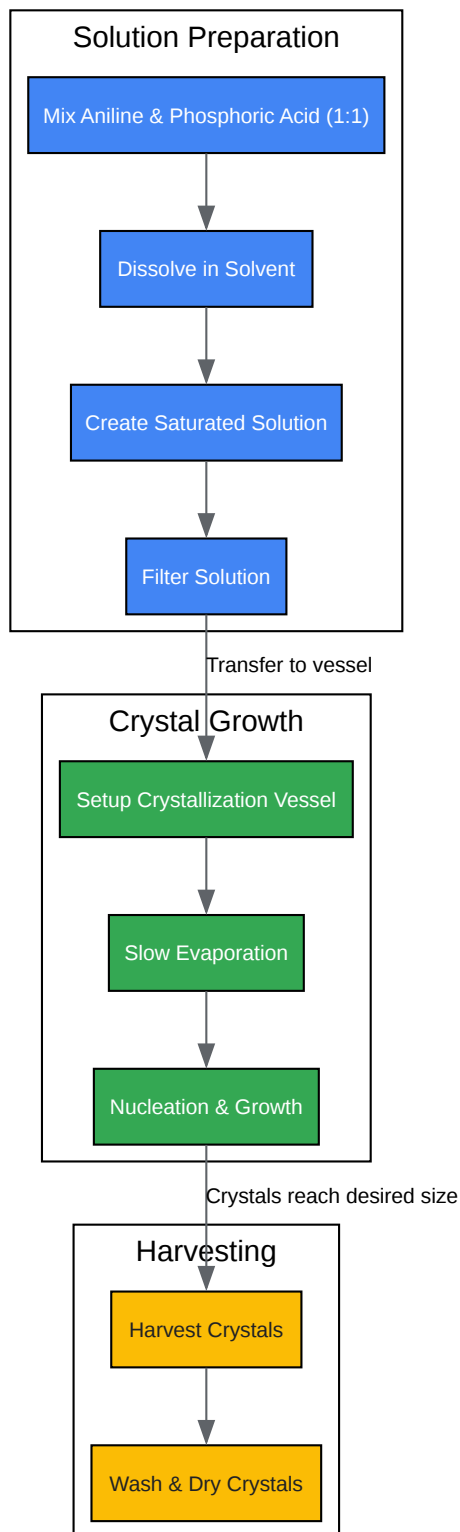 Solution Preparation
Mix Aniline & Phosphoric Acid (1:1)
Dissolve in Solvent
Create Saturated Solution
Filter Solution
Transfer to vessel
Crystal Growth
Setup Crystallization Vessel
Slow Evaporation
Nucleation & Growth
Crystals reach desired size
Harvesting
Harvest Crystals
Wash & Dry Crystals